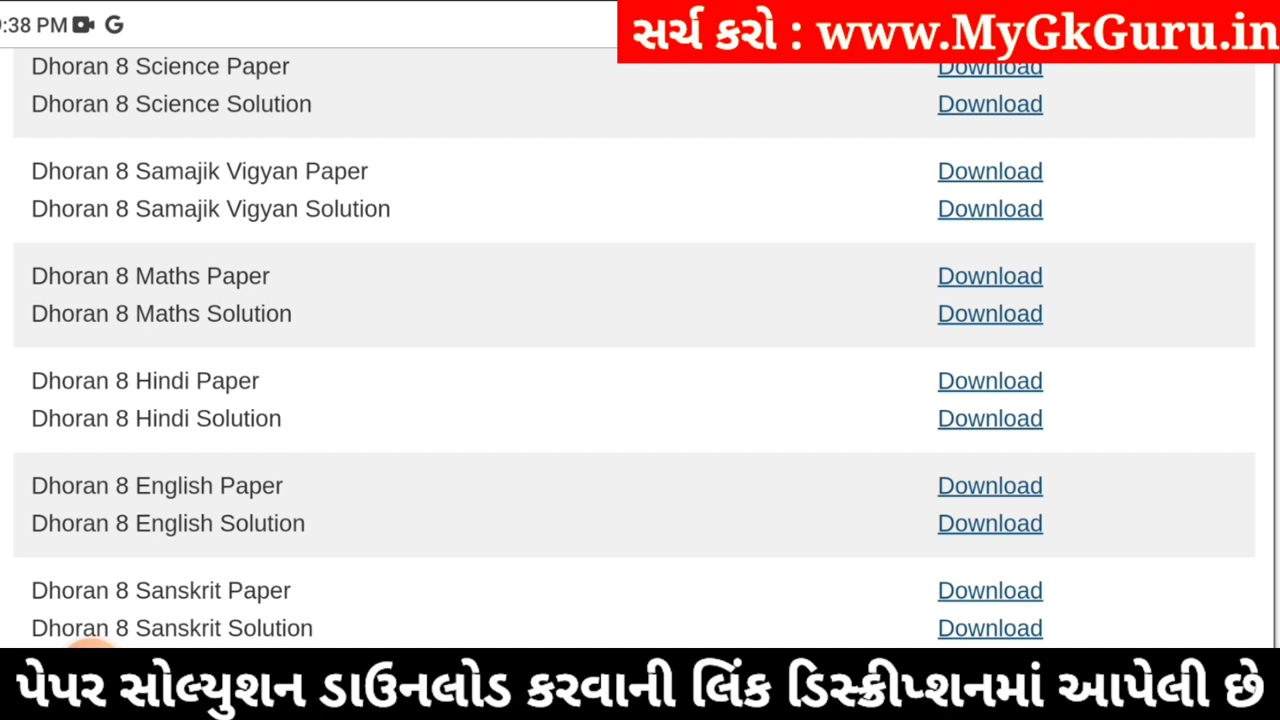 :38 PM
સર્ચ કરો : www.MyGkGuru.in
Dhoran 8 Science Paper Download
Dhoran 8 Science Solution Download
Dhoran 8 Samajik Vigyan Paper Download
Dhoran 8 Samajik Vigyan Solution Download
Dhoran 8 Maths Paper Download
Dhoran 8 Maths Solution Download
Dhoran 8 Hindi Paper Download
Dhoran 8 Hindi Solution Download
Dhoran 8 English Paper Download
Dhoran 8 English Solution Download
Dhoran 8 Sanskrit Paper Download
Dhoran 8 Sanskrit Solution Download
પેપર સોલ્યુશન ડાઉનલોડ કરવાની લિંક ડિસ્ક્રીપ્શનમાં આપેલી છે